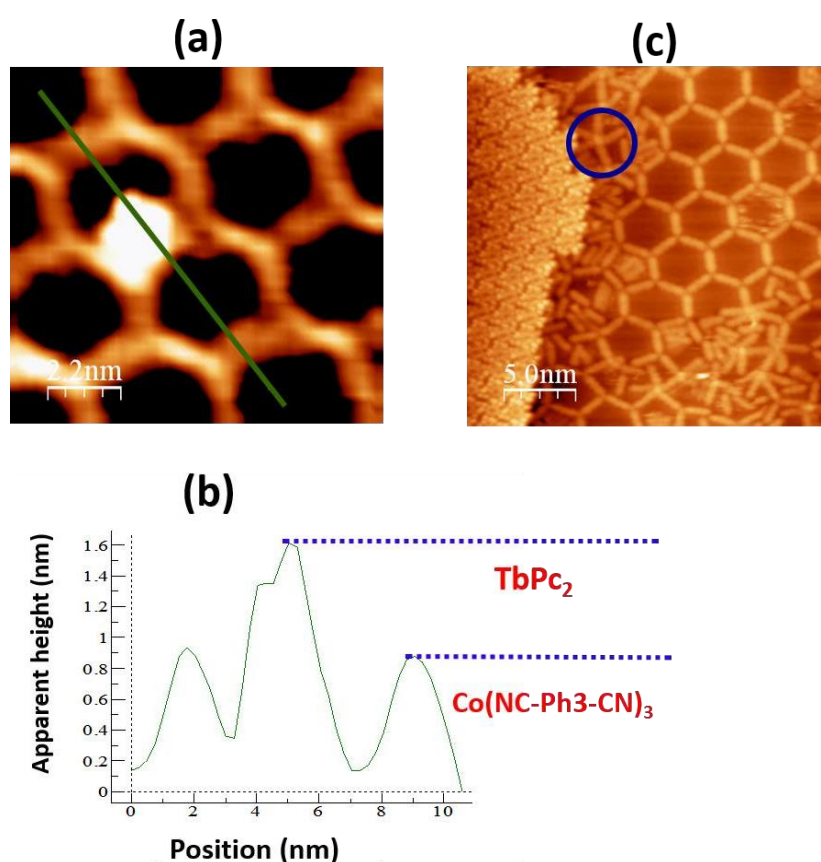 (a)
(c)
2.2nm
5.0nm
(b)
Apparent height (nm)
1.6
1.4
1.2
1
0.8
0.6
0.4
0.2
0
TbPc₂
Co(NC-Ph3-CN)₃
0 2 4 6 8 10
Position (nm)